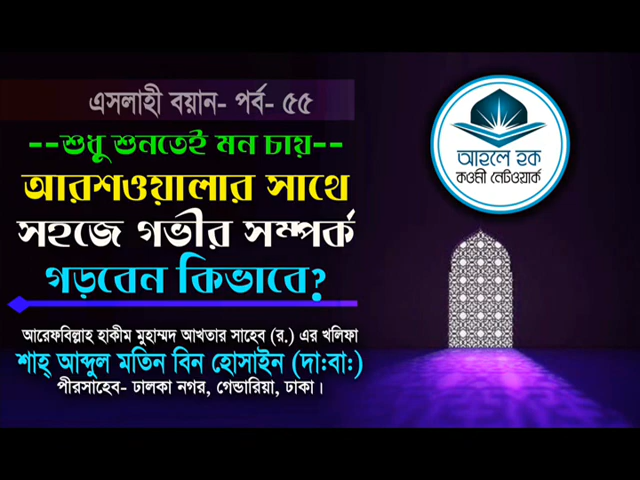 এসলাহী বয়ান- পর্ব- ৫৫
--শুধু শুনতেই মন চায়--
আরশওয়ালার সাথে
সহজে গভীর সম্পর্ক
গড়বেন কিভাবে?
আরেফবিল্লাহ হাকীম মুহাম্মদ আখতার সাহেব (র.) এর খলিফা
শাহ্ আব্দুল মতিন বিন হোসাইন (দা:বা:)
পীরসাহেব- ঢালকা নগর, গেন্ডারিয়া, ঢাকা।
আহলে হক
কওমী নেটওয়ার্ক